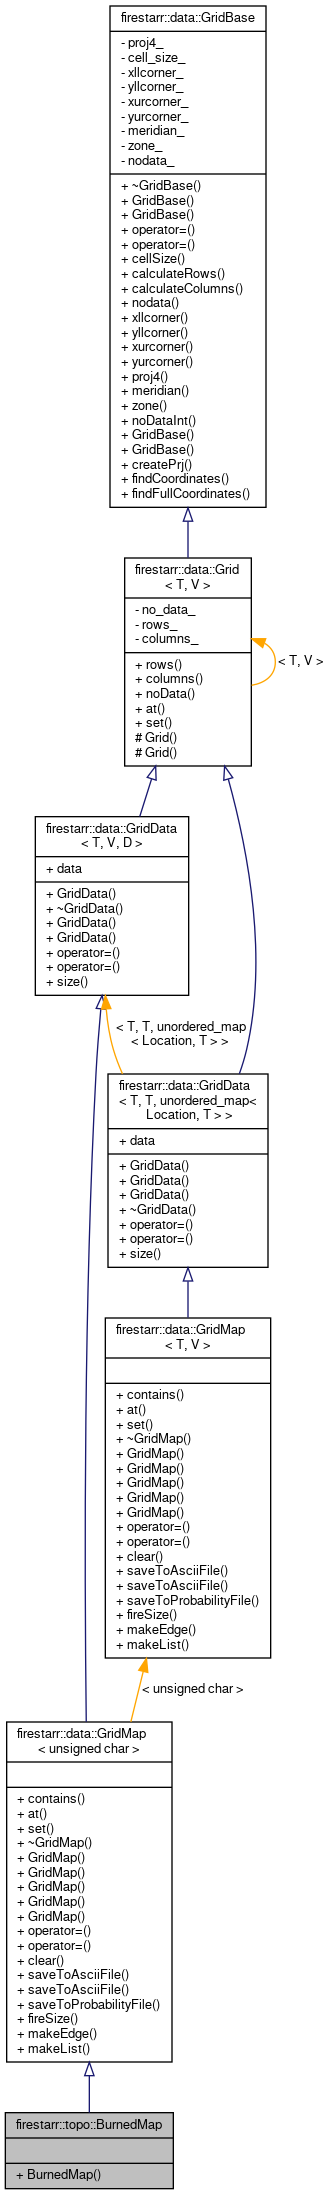 firestarr::data::GridBase
- proj4_
- cell_size_
- xllcorner_
- yllcorner_
- xurcorner_
- yurcorner_
- meridian_
- zone_
- nodata_
+ ~GridBase()
+ GridBase()
+ GridBase()
+ operator=()
+ operator=()
+ cellSize()
+ calculateRows()
+ calculateColumns()
+ nodata()
+ xllcorner()
+ yllcorner()
+ xurcorner()
+ yurcorner()
+ proj4()
+ meridian()
+ zone()
+ noDataInt()
+ GridBase()
+ GridBase()
+ createPrj()
+ findCoordinates()
+ findFullCoordinates()
firestarr::data::Grid
< T, V >
- no_data_
- rows_
- columns_
+ rows()
+ columns()
+ noData()
+ at()
+ set()
# Grid()
# Grid()
< T, V >
firestarr::data::GridData
< T, V, D >
+ data
+ GridData()
+ ~GridData()
+ GridData()
+ GridData()
+ operator=()
+ operator=()
+ size()
< T, T, unordered_map
< Location, T > >
firestarr::data::GridData
< T, T, unordered_map<
Location, T > >
+ data
+ GridData()
+ GridData()
+ GridData()
+ ~GridData()
+ operator=()
+ operator=()
+ size()
firestarr::data::GridMap
< T, V >
+ contains()
+ at()
+ set()
+ ~GridMap()
+ GridMap()
+ GridMap()
+ GridMap()
+ GridMap()
+ GridMap()
+ operator=()
+ operator=()
+ clear()
+ saveToAsciiFile()
+ saveToAsciiFile()
+ saveToProbabilityFile()
+ fireSize()
+ makeEdge()
+ makeList()
< unsigned char >
firestarr::data::GridMap
< unsigned char >
+ contains()
+ at()
+ set()
+ ~GridMap()
+ GridMap()
+ GridMap()
+ GridMap()
+ GridMap()
+ GridMap()
+ operator=()
+ operator=()
+ clear()
+ saveToAsciiFile()
+ saveToAsciiFile()
+ saveToProbabilityFile()
+ fireSize()
+ makeEdge()
+ makeList()
firestarr::topo::BurnedMap
+ BurnedMap()